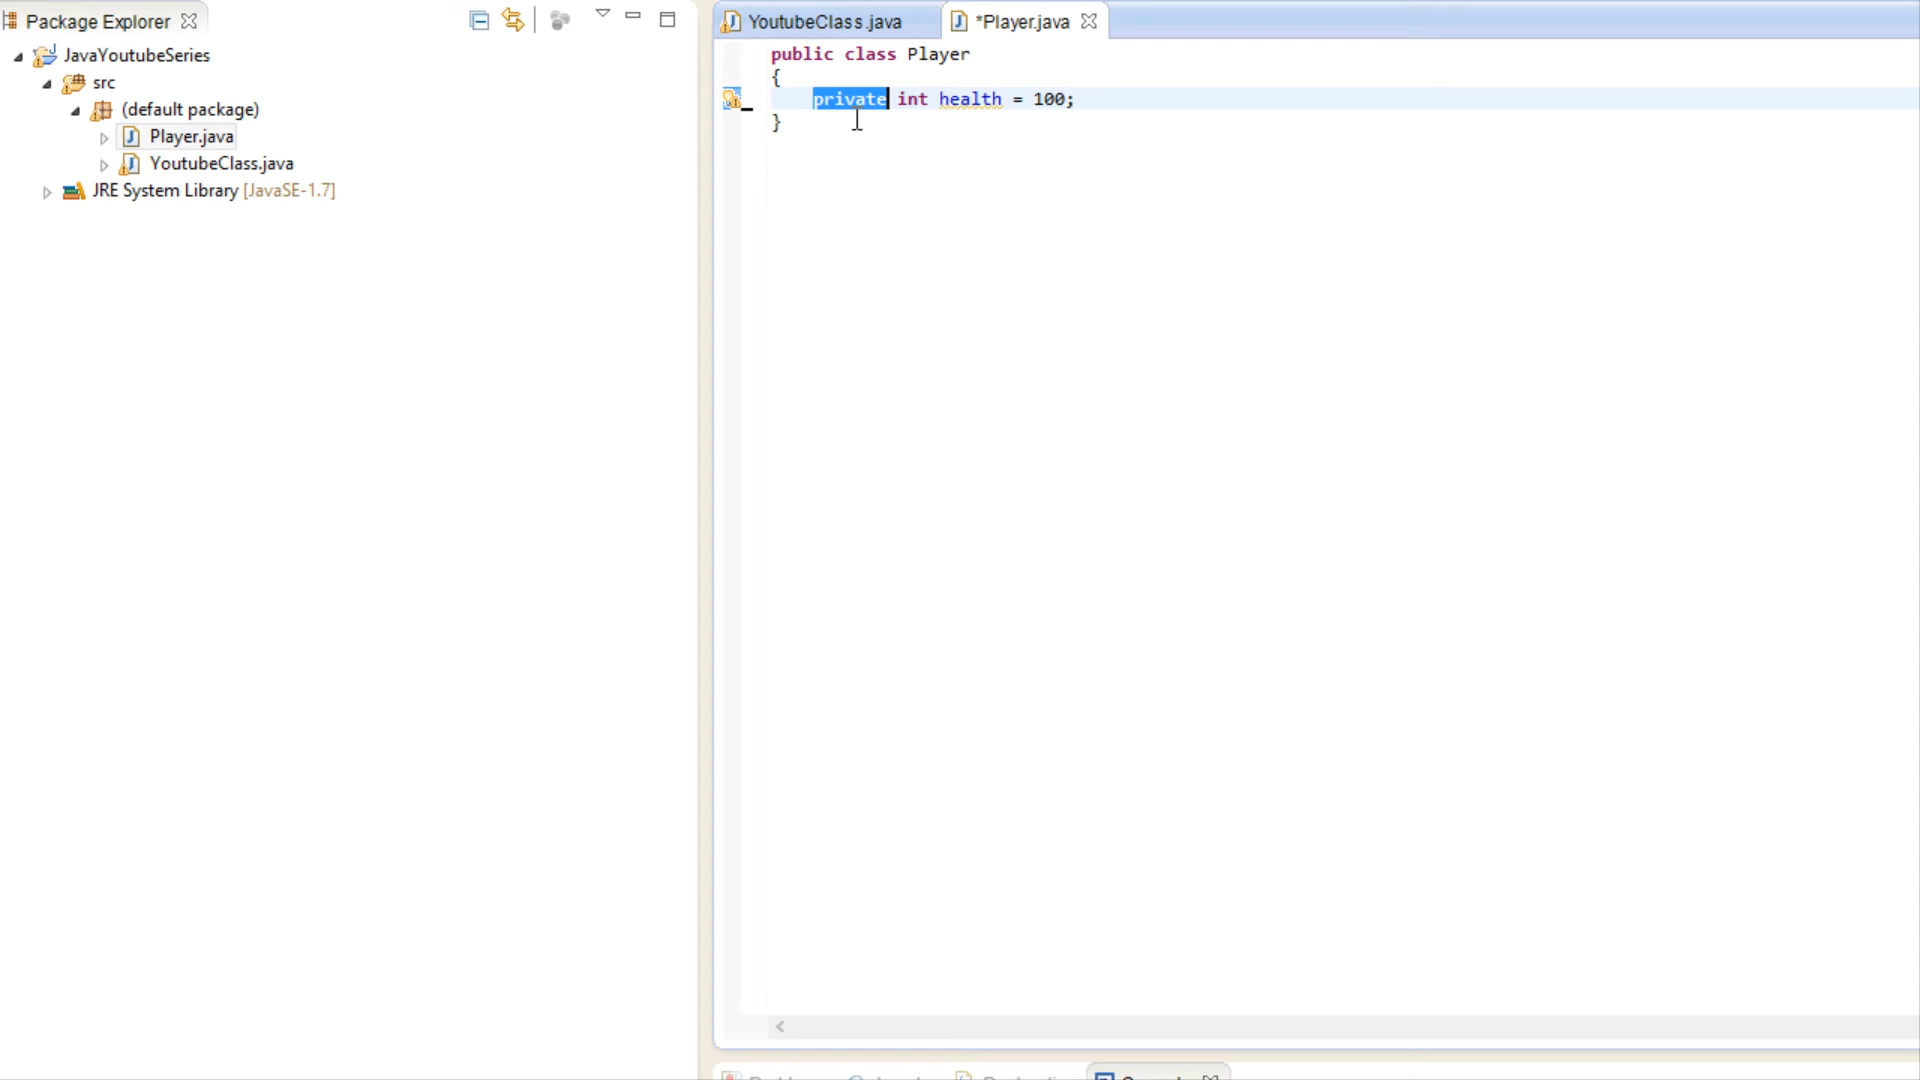 Package Explorer
JavaYoutubeSeries
src
(default package)
Player.java
YoutubeClass.java
JRE System Library [JavaSE-1.7]
YoutubeClass.java
*Player.java
public class Player
{
private int health = 100;
}